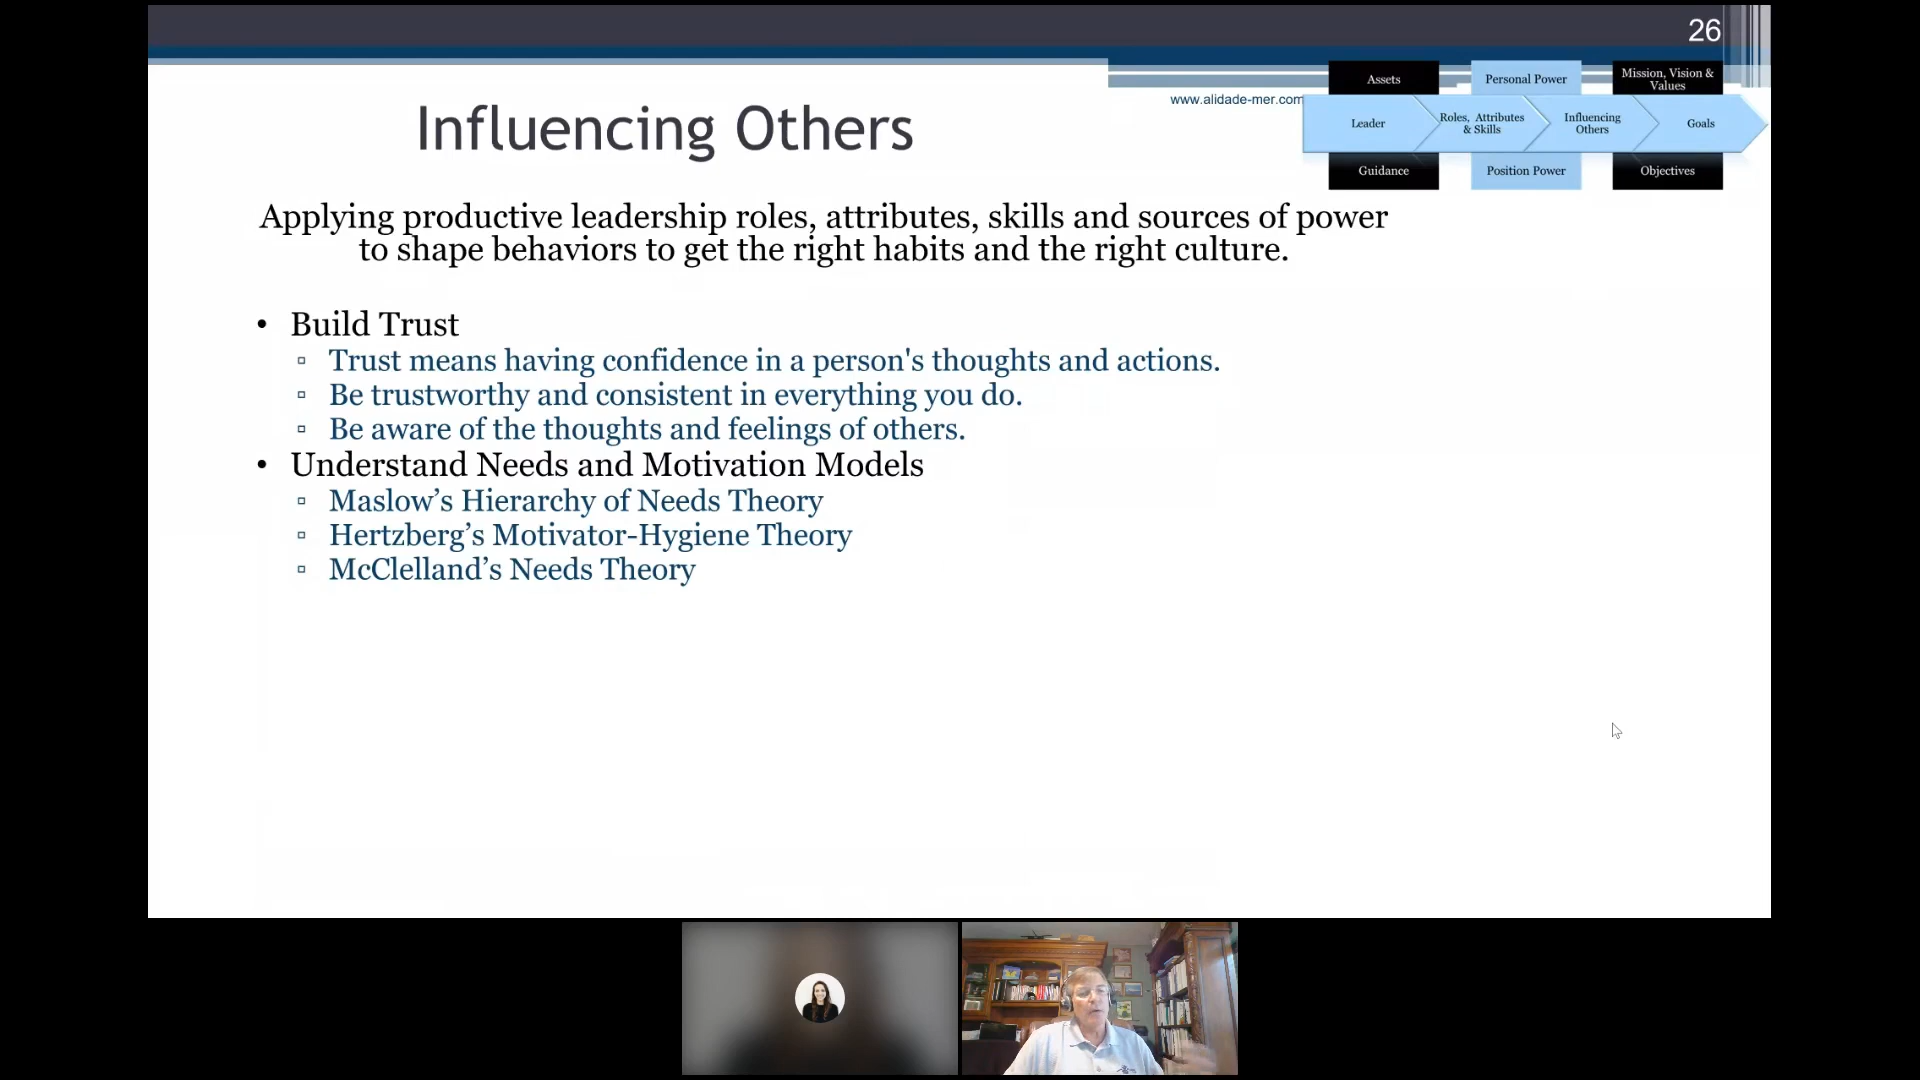 26
Assets
Personal Power
Mission, Vision &
Values
www.alidade-mer.com
Leader
Roles, Attributes
& Skills
Influencing
Others
Goals
Guidance
Position Power
Objectives
Influencing Others
Applying productive leadership roles, attributes, skills and sources of power
to shape behaviors to get the right habits and the right culture.
• Build Trust
▫ Trust means having confidence in a person's thoughts and actions.
▫ Be trustworthy and consistent in everything you do.
▫ Be aware of the thoughts and feelings of others.
• Understand Needs and Motivation Models
▫ Maslow’s Hierarchy of Needs Theory
▫ Hertzberg’s Motivator-Hygiene Theory
▫ McClelland’s Needs Theory